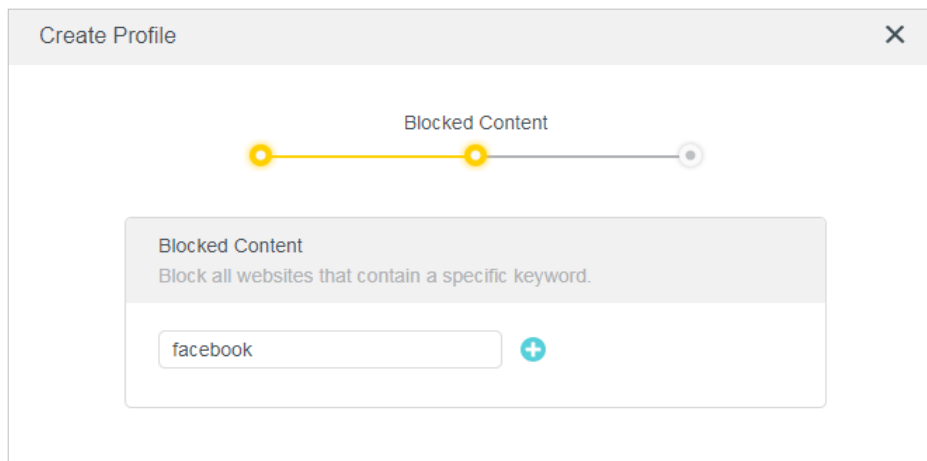 Create Profile
Blocked Content
Blocked Content
Block all websites that contain a specific keyword.
facebook